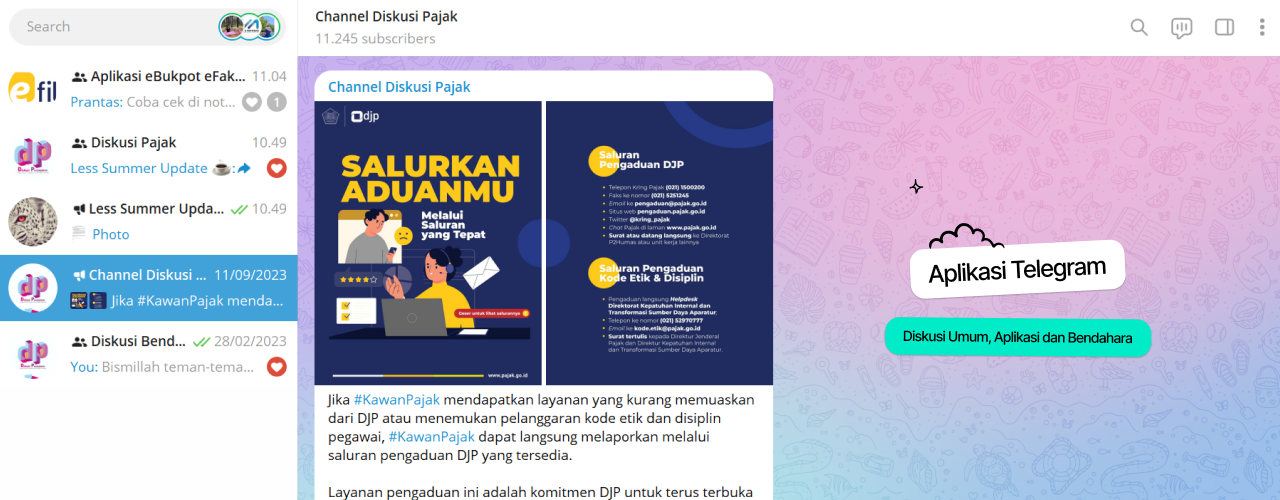 Search
Aplikasi eBukpot eFak... 11.04
Prantas: Coba cek di not... 1
Diskusi Pajak 10.49
Less Summer Update ☕:
Less Summer Upda... 10.49
Photo
Channel Diskusi ... 11/09/2023
Jika #KawanPajak menda...
Diskusi Bend... 28/02/2023
You: Bismillah teman-tema...
efil
dp
Channel Diskusi Pajak
11.245 subscribers
Channel Diskusi Pajak
djp
SALURKAN
ADUANMU
Melalui
Saluran
yang Tepat
Geser untuk lihat salurannya
www.pajak.go.id
Saluran
Pengaduan DJP
Telepon Kring Pajak (021) 1500200
Faks ke nomor (021) 5251245
Email ke pengaduan@pajak.go.id
Situs web pengaduan.pajak.go.id
Twitter @kring_pajak
Chat Pajak di laman www.pajak.go.id
Surat atau datang langsung ke Direktorat
P2Humas atau unit kerja lainnya
Saluran Pengaduan
Kode Etik & Disiplin
Pengaduan langsung Helpdesk
Direktorat Kepatuhan Internal dan
Transformasi Sumber Daya Aparatur;
Telepon ke nomor (021) 52970777
Email ke kode.etik@pajak.go.id
Surat tertulis kepada Direktur Jenderal
Pajak dan Direktur Kepatuhan Internal
dan Transformasi Sumber Daya Aparatur.
Jika #KawanPajak mendapatkan layanan yang kurang memuaskan
dari DJP atau menemukan pelanggaran kode etik dan disiplin
pegawai, #KawanPajak dapat langsung melaporkan melalui
saluran pengaduan DJP yang tersedia.
Layanan pengaduan ini adalah komitmen DJP untuk terus terbuka
Aplikasi Telegram
Diskusi Umum, Aplikasi dan Bendahara